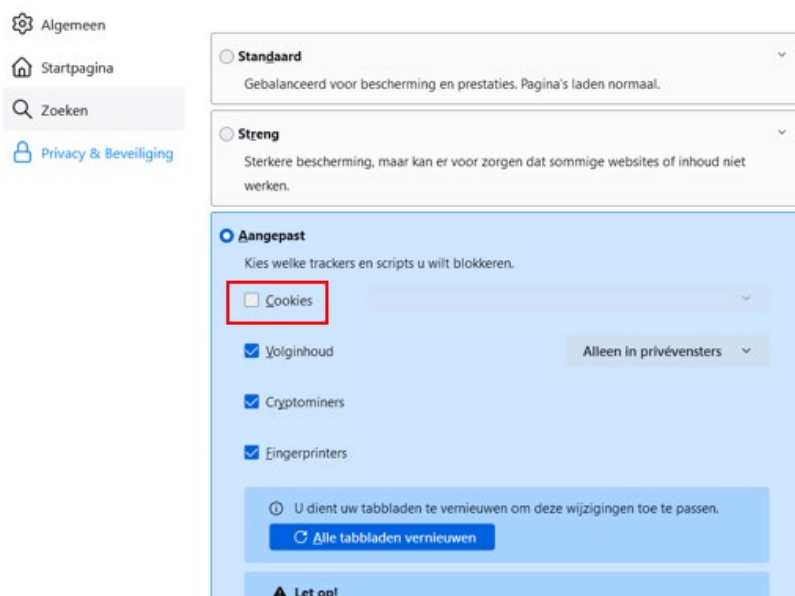 Algemeen
Startpagina
Zoeken
Privacy & Beveiliging
Standaard
Gebalanceerd voor bescherming en prestaties. Pagina's laden normaal.
Streng
Sterkere bescherming, maar kan er voor zorgen dat sommige websites of inhoud niet
werken.
Aangepast
Kies welke trackers en scripts u wilt blokkeren.
Cookies
Volginhoud Alleen in privévensters
Cryptominers
Fingerprinters
U dient uw tabbladen te vernieuwen om deze wijzigingen toe te passen.
Alle tabbladen vernieuwen
Let op!